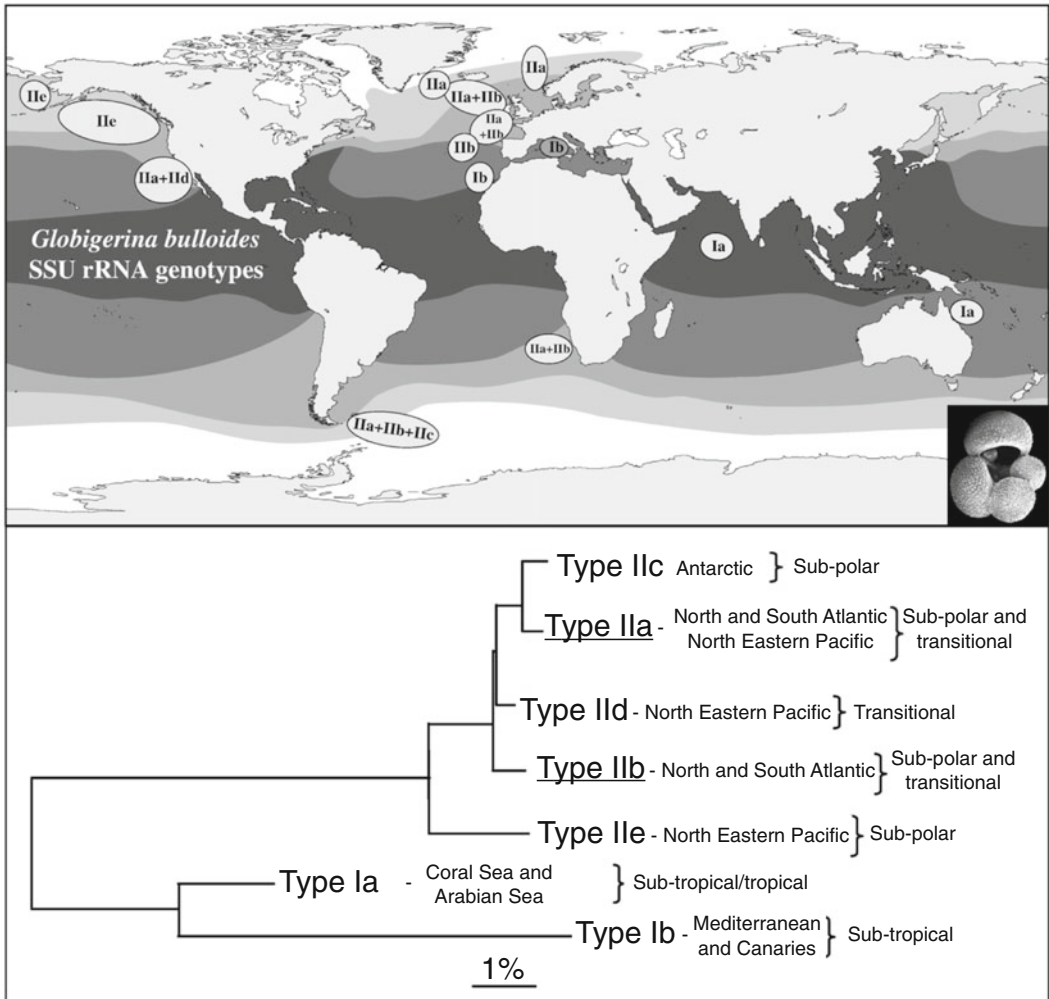 IIa
IIe
IIa
IIa+IIb
IIe
IIa
+IIb
IIb
Ib
IIa+IId
Ib
Globigerina bulloides
SSU rRNA genotypes
Ia
Ia
IIa+IIb
IIa+IIb+IIc
Type IIc Antarctic } Sub-polar
Type IIa - North and South Atlantic
North Eastern Pacific } Sub-polar and
transitional
Type IId - North Eastern Pacific } Transitional
Type IIb - North and South Atlantic } Sub-polar and
transitional
Type IIe - North Eastern Pacific } Sub-polar
Type Ia - Coral Sea and
Arabian Sea } Sub-tropical/tropical
Type Ib - Mediterranean
and Canaries } Sub-tropical
1%